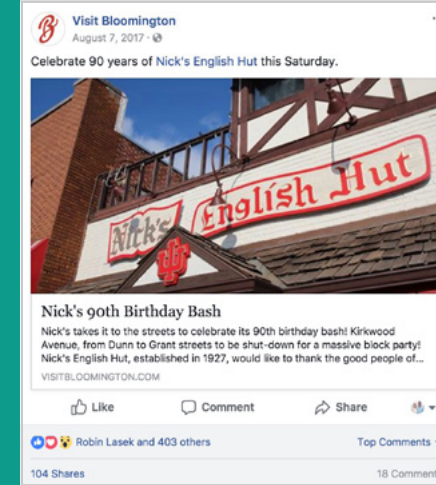 Visit Bloomington
August 7, 2017 ·
Celebrate 90 years of Nick's English Hut this Saturday.
Nick's English Hut
Nick's 90th Birthday Bash
Nick's takes it to the streets to celebrate its 90th birthday bash! Kirkwood
Avenue, from Dunn to Grant streets to be shut-down for a massive block party!
Nick's English Hut, established in 1927, would like to thank the good people of...
VISITBLOOMINGTON.COM
Like Comment Share
Robin Lasek and 403 others Top Comments
104 Shares 18 Comment